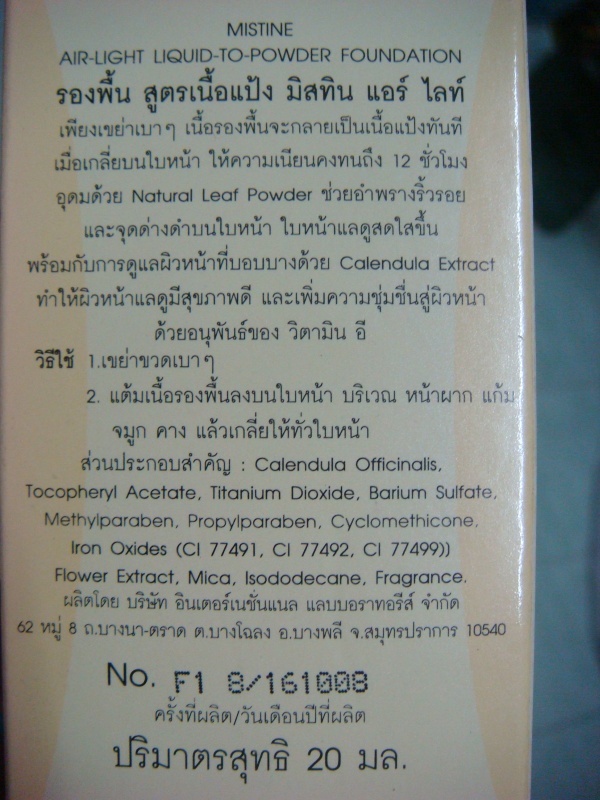 MISTINE
AIR-LIGHT LIQUID-TO-POWDER FOUNDATION
รองพื้น สูตรเนื้อแป้ง มิสทิน แอร์ ไลท์
เพียงเขย่าเบาๆ เนื้อรองพื้นจะกลายเป็นเนื้อแป้งทันที
เมื่อเกลี่ยบนใบหน้า ให้ความเนียนคงทนถึง 12 ชั่วโมง
อุดมด้วย Natural Leaf Powder ช่วยอำพรางริ้วรอย
และจุดด่างดำบนใบหน้า ใบหน้าแลดูสดใสขึ้น
พร้อมกับการดูแลผิวหน้าที่บอบบางด้วย Calendula Extract
ทำให้ผิวหน้าแลดูมีสุขภาพดี และเพิ่มความชุ่มชื่นสู่ผิวหน้า
ด้วยอนุพันธ์ของ วิตามิน อี
วิธีใช้ 1.เขย่าขวดเบาๆ
2. แต้มเนื้อรองพื้นลงบนใบหน้า บริเวณ หน้าผาก แก้ม
จมูก คาง แล้วเกลี่ยให้ทั่วใบหน้า
ส่วนประกอบสำคัญ : Calendula Officinalis,
Tocopheryl Acetate, Titanium Dioxide, Barium Sulfate,
Methylparaben, Propylparaben, Cyclomethicone,
Iron Oxides (CI 77491, CI 77492, CI 77499)]
Flower Extract, Mica, Isododecane, Fragrance.
ผลิตโดย บริษัท อินเตอร์เนชั่นแนล แลบบอราทอรีส์ จำกัด
62 หมู่ 8 ถ.บางนา-ตราด ต.บางโฉลง อ.บางพลี จ.สมุทรปราการ 10540
No. F1 8/161008
ครั้งที่ผลิต/วันเดือนปีที่ผลิต
ปริมาตรสุทธิ 20 มล.